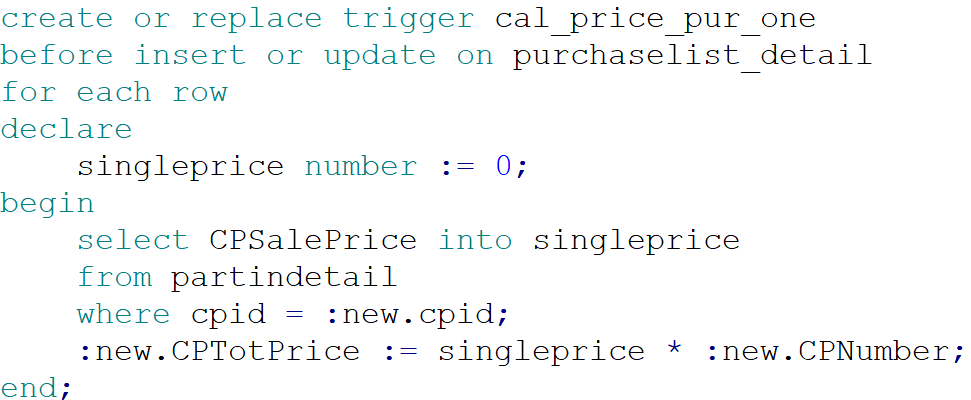 create or replace trigger cal_price_pur_one
before insert or update on purchaselist_detail
for each row
declare
    singleprice number := 0;
begin
    select CPSalePrice into singleprice
    from partindetail
    where cpid = :new.cpid;
    :new.CPTotPrice := singleprice * :new.CPNumber;
end;